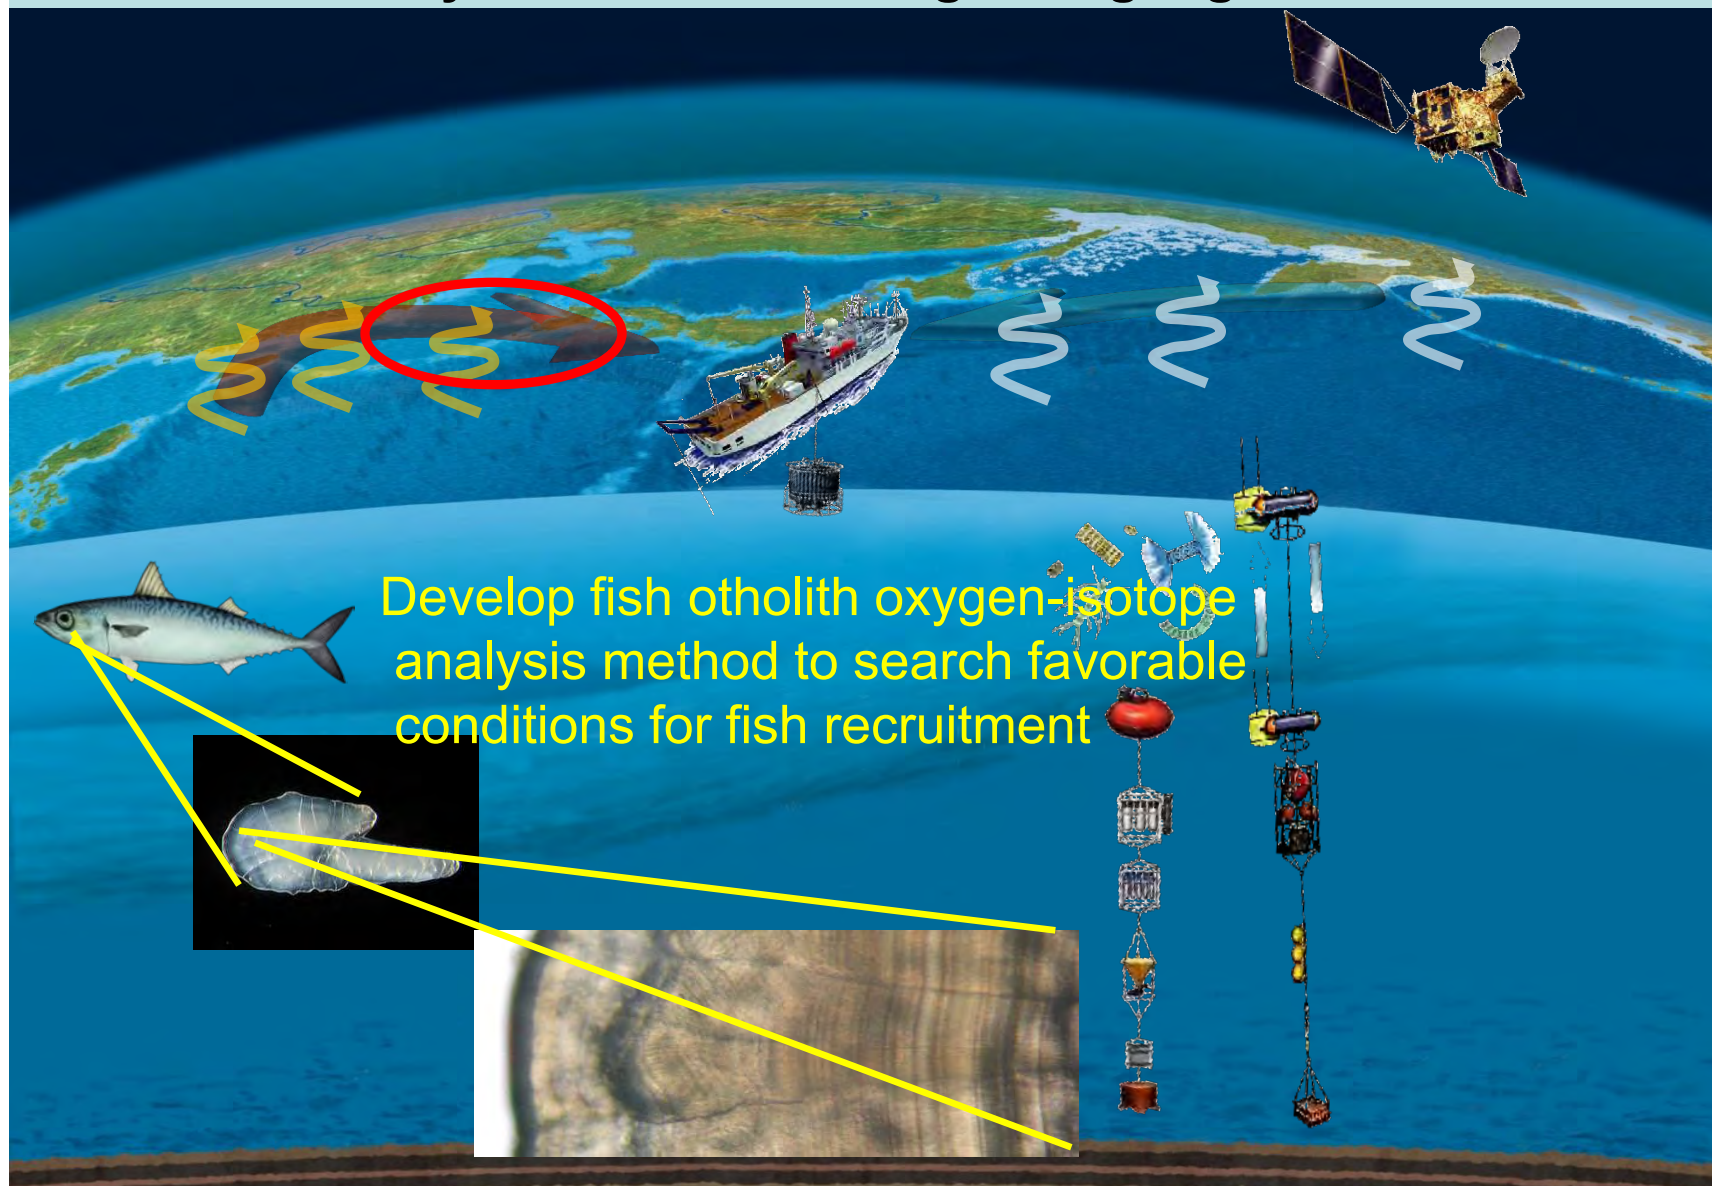 Develop fish otholith oxygen-isotope
analysis method to search favorable
conditions for fish recruitment